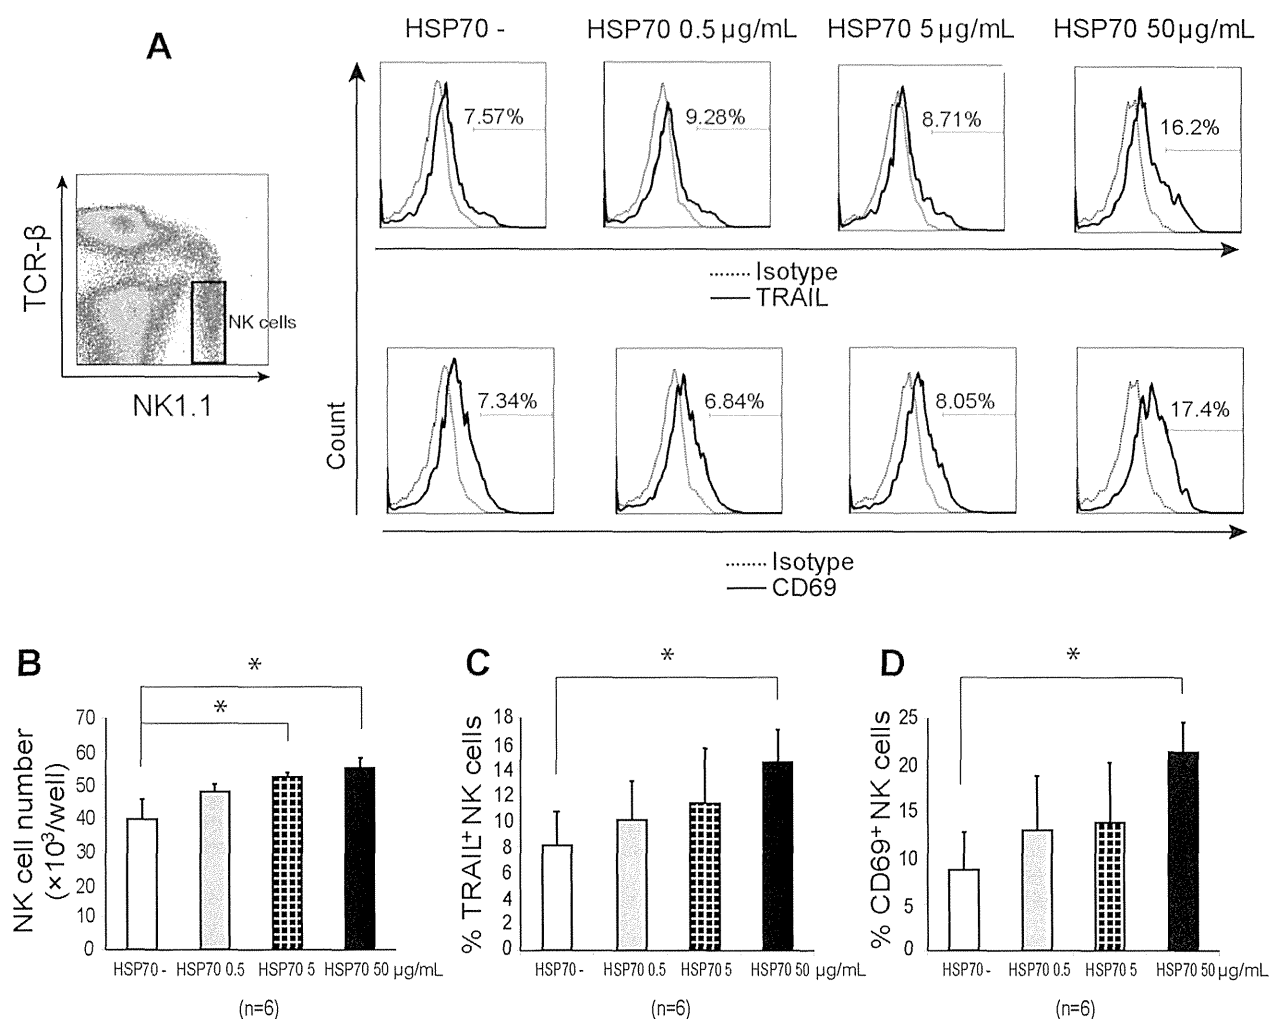 A
HSP70 -
HSP70 0.5 µg/mL
HSP70 5 µg/mL
HSP70 50µg/mL
7.57%
9.28%
8.71%
16.2%
TCR-β
NK cells
NK1.1
Isotype
TRAIL
Count
7.34%
6.84%
8.05%
17.4%
Isotype
CD69
B
*
*
NK cell number
(×10³/well)
70
60
50
40
30
20
10
0
HSP70 - HSP70 0.5 HSP70 5 HSP70 50 µg/mL
(n=6)
C
*
% TRAIL⁺ NK cells
18
16
14
12
10
8
6
4
2
0
HSP70 - HSP70 0.5 HSP70 5 HSP70 50 µg/mL
(n=6)
D
*
% CD69⁺ NK cells
25
20
15
10
5
0
HSP70 - HSP70 0.5 HSP70 5 HSP70 50 µg/mL
(n=6)